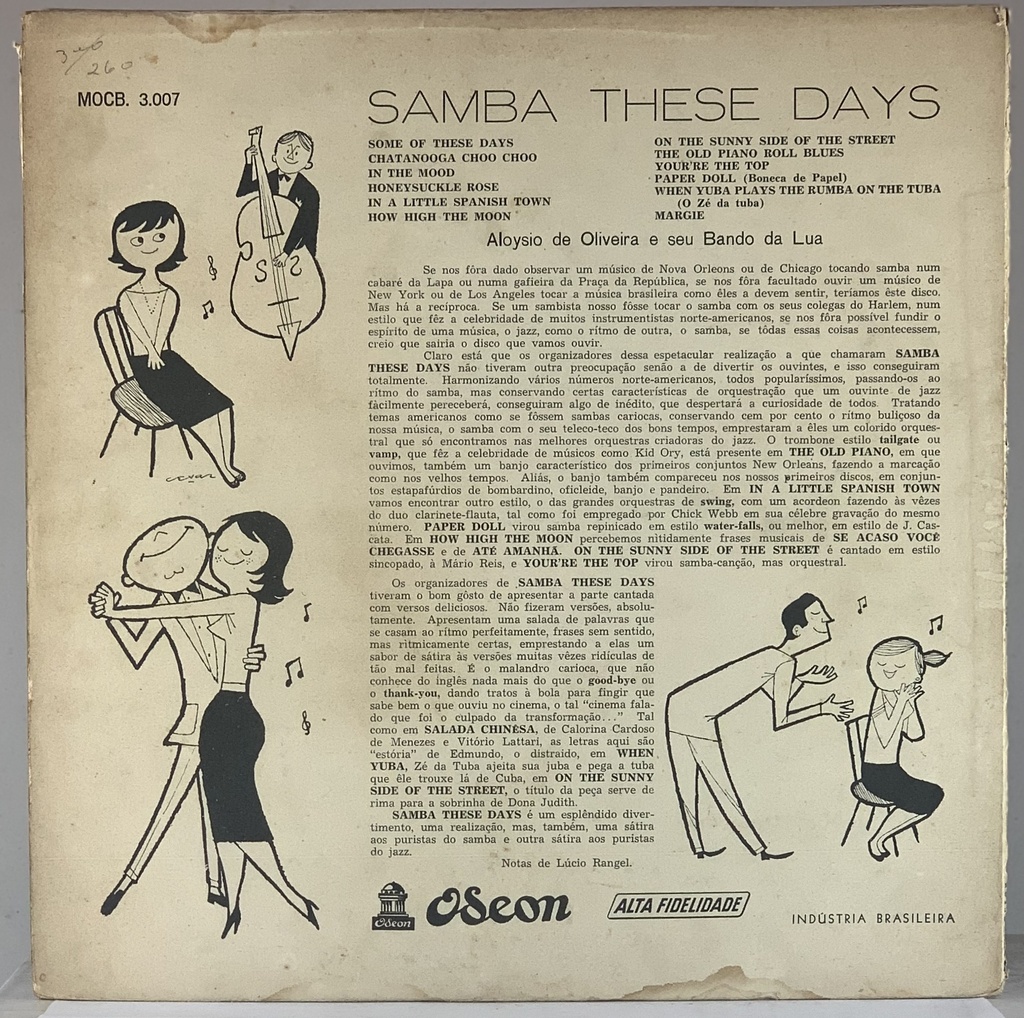 3
260
MOCB. 3.007
SAMBA THESE DAYS
SOME OF THESE DAYS
CHATANOOGA CHOO CHOO
IN THE MOOD
HONEYSUCKLE ROSE
IN A LITTLE SPANISH TOWN
HOW HIGH THE MOON
ON THE SUNNY SIDE OF THE STREET
THE OLD PIANO ROLL BLUES
YOUR'RE THE TOP
PAPER DOLL (Boneca de Papel)
WHEN YUBA PLAYS THE RUMBA ON THE TUBA
(O Zé da tuba)
MARGIE
Aloysio de Oliveira e seu Bando da Lua
Se nos fôra dado observar um músico de Nova Orleons ou de Chicago tocando samba num
cabaré da Lapa ou numa gafieira da Praça da República, se nos fôra facultado ouvir um músico de
New York ou de Los Angeles tocar a música brasileira como êles a devem sentir, teríamos êste disco.
Mas há a recíproca. Se um sambista nosso fôsse tocar o samba com os seus colegas do Harlem, num
estilo que fêz a celebridade de muitos instrumentistas norte-americanos, se nos fôra possível fundir o
espírito de uma música, o jazz, como o rítmo de outra, o samba, se tôdas essas coisas acontecessem,
creio que sairia o disco que vamos ouvir.
Claro está que os organizadores dessa espetacular realização a que chamaram SAMBA
THESE DAYS não tiveram outra preocupação senão a de divertir os ouvintes, e isso conseguiram
totalmente. Harmonizando vários números norte-americanos, todos popularíssimos, passando-os ao
rítmo do samba, mas conservando certas características de orquestração que um ouvinte de jazz
fàcilmente pereceberá, conseguiram algo de inédito, que despertará a curiosidade de todos. Tratando
temas americanos como se fôssem sambas cariocas, conservando cem por cento o rítmo buliçoso da
nossa música, o samba com o seu teleco-teco dos bons tempos, emprestaram a êles um colorido orques-
tral que só encontramos nas melhores orquestras criadoras do jazz. O trombone estilo tailgate ou
vamp, que fêz a celebridade de músicos como Kid Ory, está presente em THE OLD PIANO, em que
ouvimos, também um banjo característico dos primeiros conjuntos New Orleans, fazendo a marcação
como nos velhos tempos. Aliás, o banjo também compareceu nos nossos primeiros discos, em conjun-
tos estapafúrdios de bombardino, oficleide, banjo e pandeiro. Em IN A LITTLE SPANISH TOWN
vamos encontrar outro estilo, o das grandes orquestras de swing, com um acordeon fazendo às vêzes
do duo clarinete-flauta, tal como foi empregado por Chick Webb em sua célebre gravação do mesmo
número. PAPER DOLL virou samba repinicado em estilo water-falls, ou melhor, em estilo de J. Cas-
cata. Em HOW HIGH THE MOON percebemos nìtidamente frases musicais de SE ACASO VOCÊ
CHEGASSE e de ATÉ AMANHÃ. ON THE SUNNY SIDE OF THE STREET é cantado em estilo
sincopado, à Mário Reis, e YOUR'RE THE TOP virou samba-canção, mas orquestral.
Os organizadores de SAMBA THESE DAYS
tiveram o bom gôsto de apresentar a parte cantada
com versos deliciosos. Não fizeram versões, absolu-
tamente. Apresentam uma salada de palavras que
se casam ao rítmo perfeitamente, frases sem sentido,
mas rìtmicamente certas, emprestando a elas um
sabor de sátira às versões muitas vêzes ridículas de
tão mal feitas. É o malandro carioca, que não
conhece do inglês nada mais do que o good-bye ou
o thank-you, dando tratos à bola para fingir que
sabe bem o que ouviu no cinema, o tal "cinema fala-
do que foi o culpado da transformação..." Tal
como em SALADA CHINÊSA, de Calorina Cardoso
de Menezes e Vitório Lattari, as letras aqui são
"estória" de Edmundo, o distraído, em WHEN
YUBA, Zé da Tuba ajeita sua juba e pega a tuba
que êle trouxe lá de Cuba, em ON THE SUNNY
SIDE OF THE STREET, o título da peça serve de
rima para a sobrinha de Dona Judith.
SAMBA THESE DAYS é um esplêndido diver-
timento, uma realização, mas, também, uma sátira
aos puristas do samba e outra sátira aos puristas
do jazz.
Notas de Lúcio Rangel.
Odeon
Odeon
ALTA FIDELIDADE
INDÚSTRIA BRASILEIRA